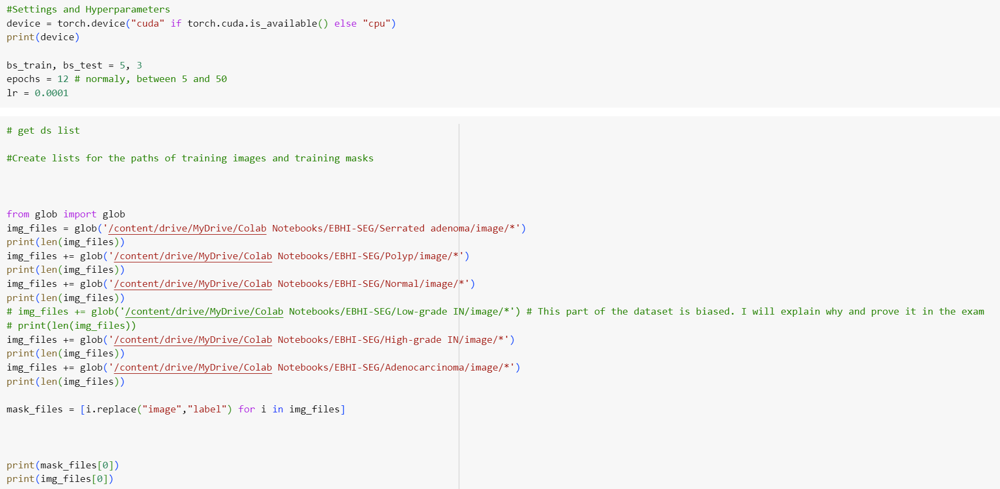 #Settings and Hyperparameters
device = torch.device("cuda" if torch.cuda.is_available() else "cpu")
print(device)
bs_train, bs_test = 5, 3
epochs = 12 # normaly, between 5 and 50
lr = 0.0001
# get ds list
#Create lists for the paths of training images and training masks
from glob import glob
img_files = glob('/content/drive/MyDrive/Colab Notebooks/EBHI-SEG/Serrated adenoma/image/*')
print(len(img_files))
img_files += glob('/content/drive/MyDrive/Colab Notebooks/EBHI-SEG/Polyp/image/*')
print(len(img_files))
img_files += glob('/content/drive/MyDrive/Colab Notebooks/EBHI-SEG/Normal/image/*')
print(len(img_files))
# img_files += glob('/content/drive/MyDrive/Colab Notebooks/EBHI-SEG/Low-grade IN/image/*') # This part of the dataset is biased. I will explain why and prove it in the exam
# print(len(img_files))
img_files += glob('/content/drive/MyDrive/Colab Notebooks/EBHI-SEG/High-grade IN/image/*')
print(len(img_files))
img_files += glob('/content/drive/MyDrive/Colab Notebooks/EBHI-SEG/Adenocarcinoma/image/*')
print(len(img_files))
mask_files = [i.replace("image","label") for i in img_files]
print(mask_files[0])
print(img_files[0])